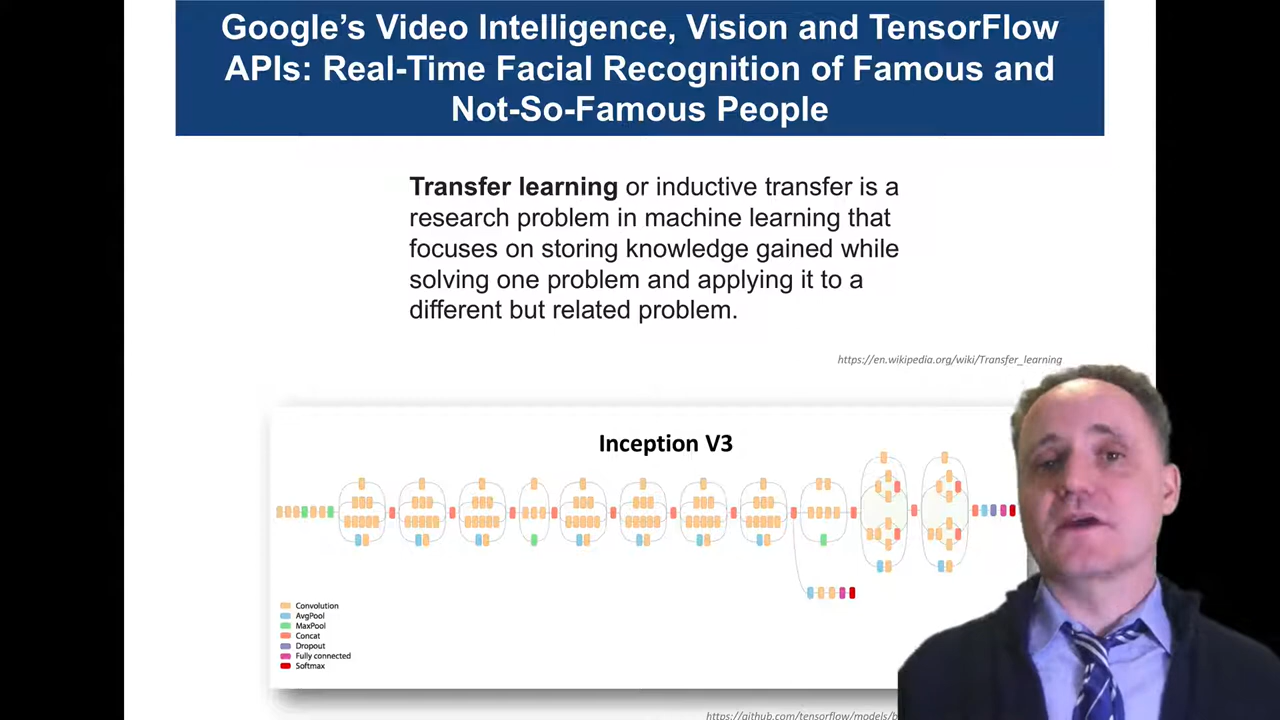 Google’s Video Intelligence, Vision and TensorFlow
APIs: Real-Time Facial Recognition of Famous and
Not-So-Famous People
Transfer learning or inductive transfer is a
research problem in machine learning that
focuses on storing knowledge gained while
solving one problem and applying it to a
different but related problem.
https://en.wikipedia.org/wiki/Transfer_learning
Inception V3
Convolution
AvgPool
MaxPool
Concat
Dropout
Fully connected
Softmax
https://github.com/tensorflow/models/b